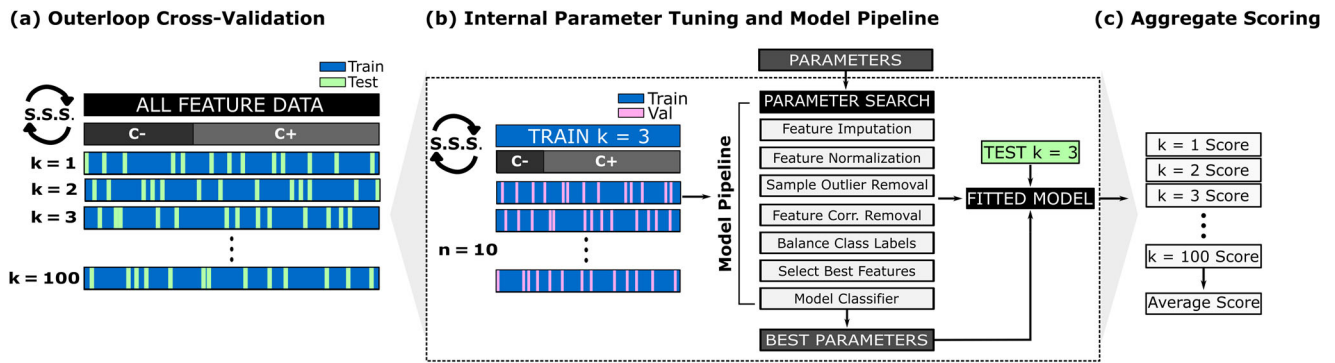 (a) Outerloop Cross-Validation
Train
Test
S.S.S.
ALL FEATURE DATA
C-
C+
k = 1
k = 2
k = 3
k = 100
(b) Internal Parameter Tuning and Model Pipeline
Train
Val
S.S.S.
TRAIN k = 3
C-
C+
n = 10
Model Pipeline
PARAMETERS
PARAMETER SEARCH
Feature Imputation
Feature Normalization
Sample Outlier Removal
Feature Corr. Removal
Balance Class Labels
Select Best Features
Model Classifier
BEST PARAMETERS
TEST k = 3
FITTED MODEL
(c) Aggregate Scoring
k = 1 Score
k = 2 Score
k = 3 Score
k = 100 Score
Average Score